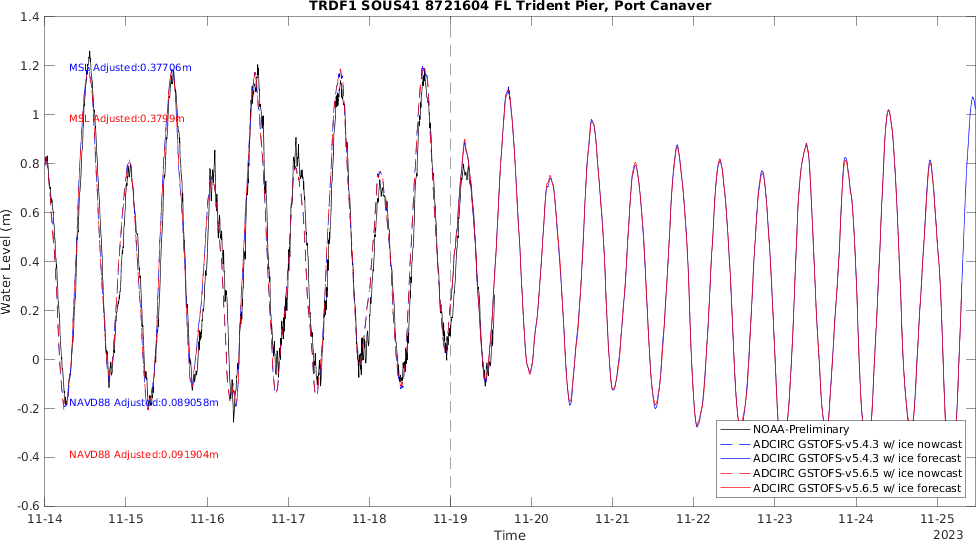 TRDF1 SOUS41 8721604 FL Trident Pier, Port Canaver
1.4
1.2
1
0.8
0.6
0.4
0.2
0
-0.2
-0.4
-0.6
Water Level (m)
MSL Adjusted:0.37706m
MSL Adjusted:0.3799m
NAVD88 Adjusted:0.089058m
NAVD88 Adjusted:0.091904m
NOAA-Preliminary
ADCIRC GSTOFS-v5.4.3 w/ ice nowcast
ADCIRC GSTOFS-v5.4.3 w/ ice forecast
ADCIRC GSTOFS-v5.6.5 w/ ice nowcast
ADCIRC GSTOFS-v5.6.5 w/ ice forecast
11-14 11-15 11-16 11-17 11-18 11-19 11-20 11-21 11-22 11-23 11-24 11-25
Time
2023